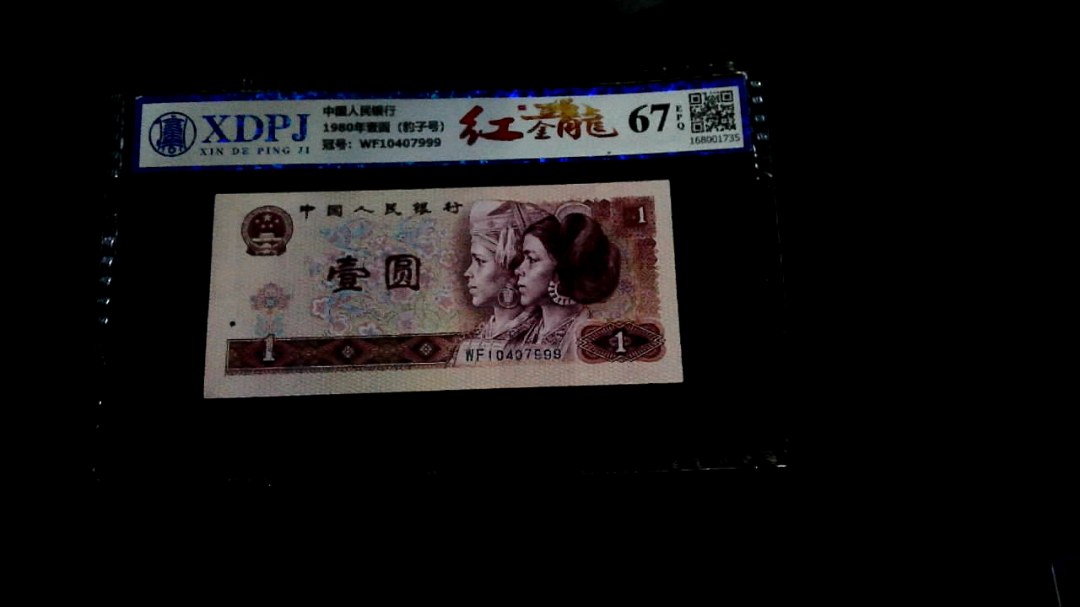 XDPJ
XIN DE PING JI
中國人民銀行
1980年壹圆（豹子号）
冠号：WF10407999
红金龍
67
EPQ
168001735
中国人民银行
1
壹圆
1
WF10407999
1